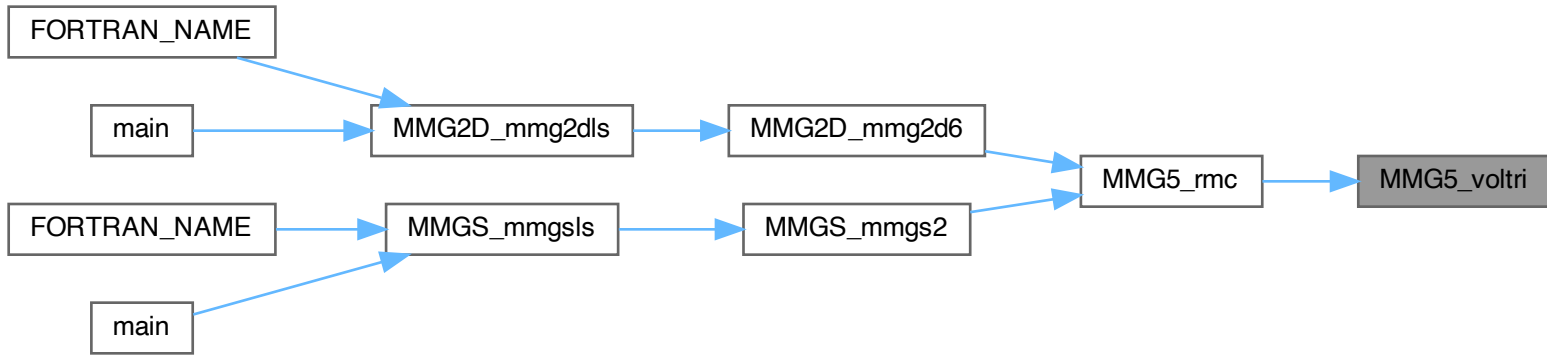 FORTRAN_NAME
main
MMG2D_mmg2dls
MMG2D_mmg2d6
MMG5_rmc
MMG5_voltri
FORTRAN_NAME
MMGS_mmgsls
MMGS_mmgs2
main